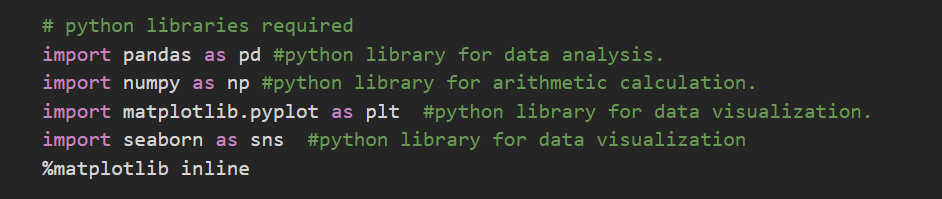 # python libraries required
import pandas as pd #python library for data analysis.
import numpy as np #python library for arithmetic calculation.
import matplotlib.pyplot as plt  #python library for data visualization.
import seaborn as sns  #python library for data visualization
%matplotlib inline